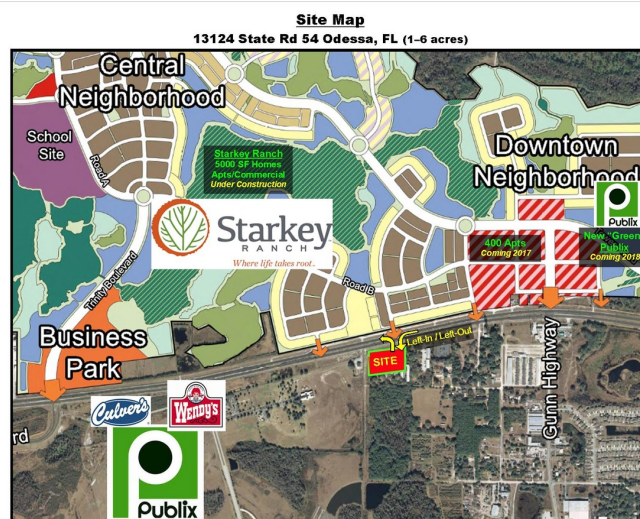 Site Map
13124 State Rd 54 Odessa, FL (1–6 acres)
Central
Neighborhood
School
Site
Road A
Starkey Ranch
5000 SF Homes
Apts/Commercial
Under Construction
Downtown
Neighborhood
Publix
Starkey
RANCH
Where life takes root..
400 Apts
Coming 2017
New "Green
Publix
Coming 2018
Trinity Boulevard
Road B
Business
Park
Left-In / Left-Out
SITE
Gunn Highway
Culver's
Wendy's
rd
Publix